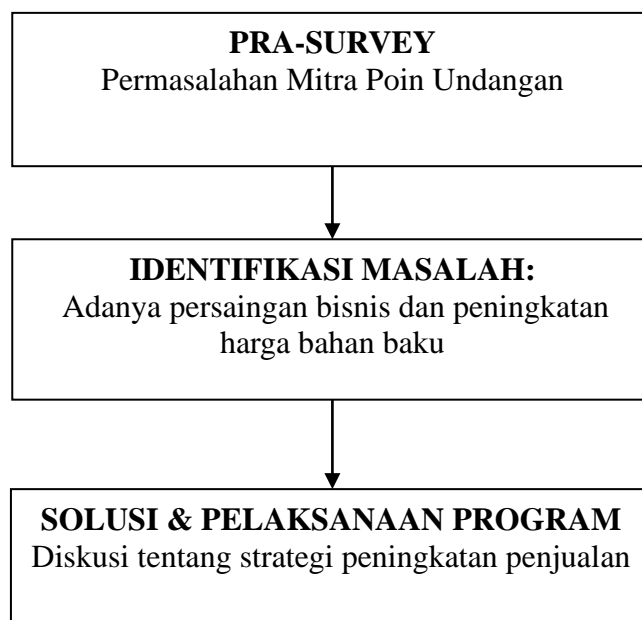 PRA-SURVEY
Permasalahan Mitra Poin Undangan
IDENTIFIKASI MASALAH:
Adanya persaingan bisnis dan peningkatan
harga bahan baku
SOLUSI & PELAKSANAAN PROGRAM
Diskusi tentang strategi peningkatan penjualan